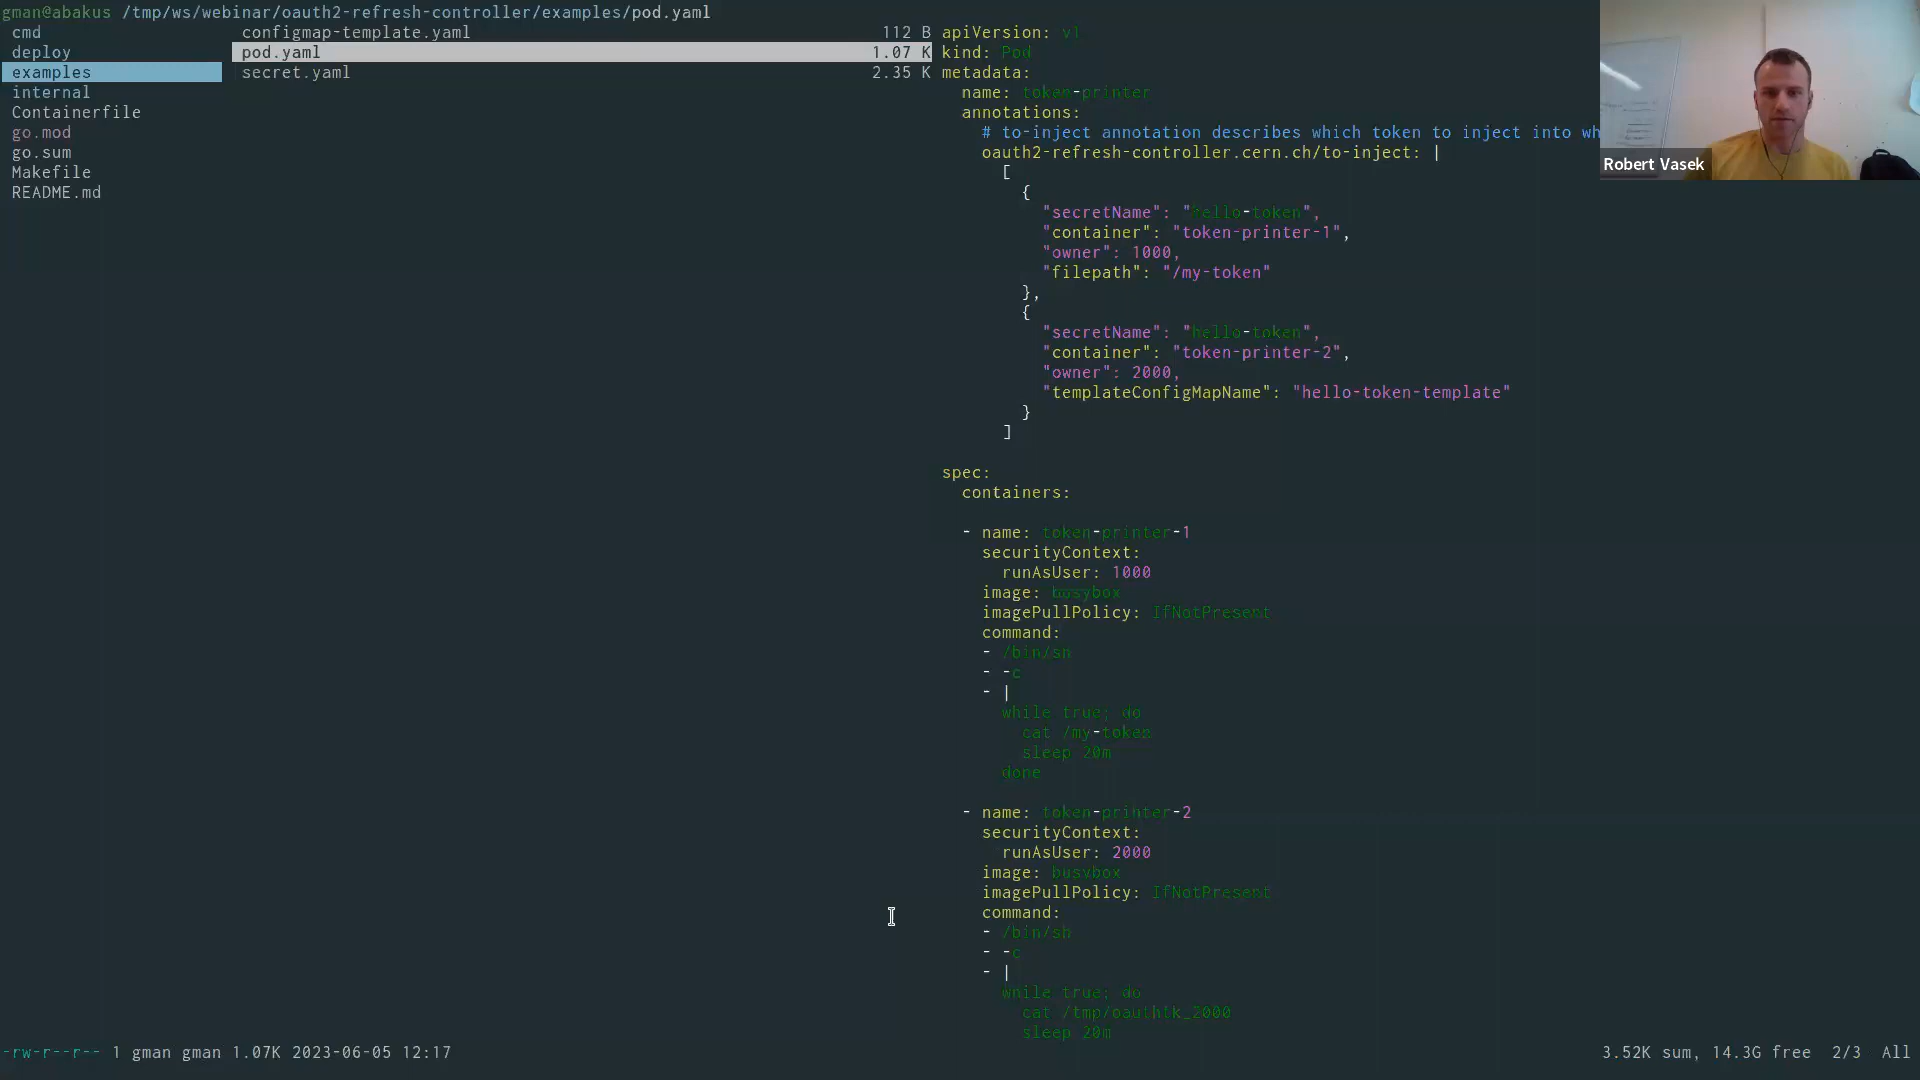 gman@abakus /tmp/ws/webinar/oauth2-refresh-controller/examples/pod.yaml
cmd
deploy
examples
internal
Containerfile
go.mod
go.sum
Makefile
README.md
configmap-template.yaml 112 B
pod.yaml 1.07 K
secret.yaml 2.35 K
apiVersion: v1
kind: Pod
metadata:
  name: token-printer
  annotations:
    # to-inject annotation describes which token to inject into wh
    oauth2-refresh-controller.cern.ch/to-inject: |
      [
        {
          "secretName": "hello-token",
          "container": "token-printer-1",
          "owner": 1000,
          "filepath": "/my-token"
        },
        {
          "secretName": "hello-token",
          "container": "token-printer-2",
          "owner": 2000,
          "templateConfigMapName": "hello-token-template"
        }
      ]
spec:
  containers:
  - name: token-printer-1
    securityContext:
      runAsUser: 1000
    image: busybox
    imagePullPolicy: IfNotPresent
    command:
    - /bin/sh
    - -c
    - |
      while true; do
        cat /my-token
        sleep 20m
      done
  - name: token-printer-2
    securityContext:
      runAsUser: 2000
    image: busybox
    imagePullPolicy: IfNotPresent
    command:
    - /bin/sh
    - -c
    - |
      while true; do
        cat /tmp/oauthtk_2000
        sleep 20m
Robert Vasek
-rw-r--r-- 1 gman gman 1.07K 2023-06-05 12:17
3.52K sum, 14.3G free 2/3 All